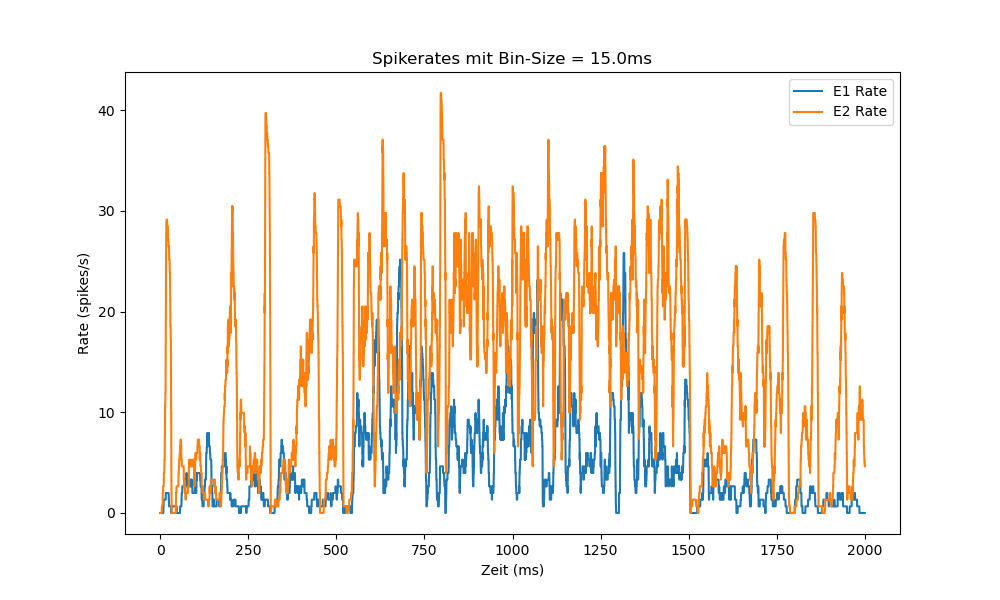 Spikerates mit Bin-Size = 15.0ms
E1 Rate
E2 Rate
40
30
20
10
0
Rate (spikes/s)
0 250 500 750 1000 1250 1500 1750 2000
Zeit (ms)